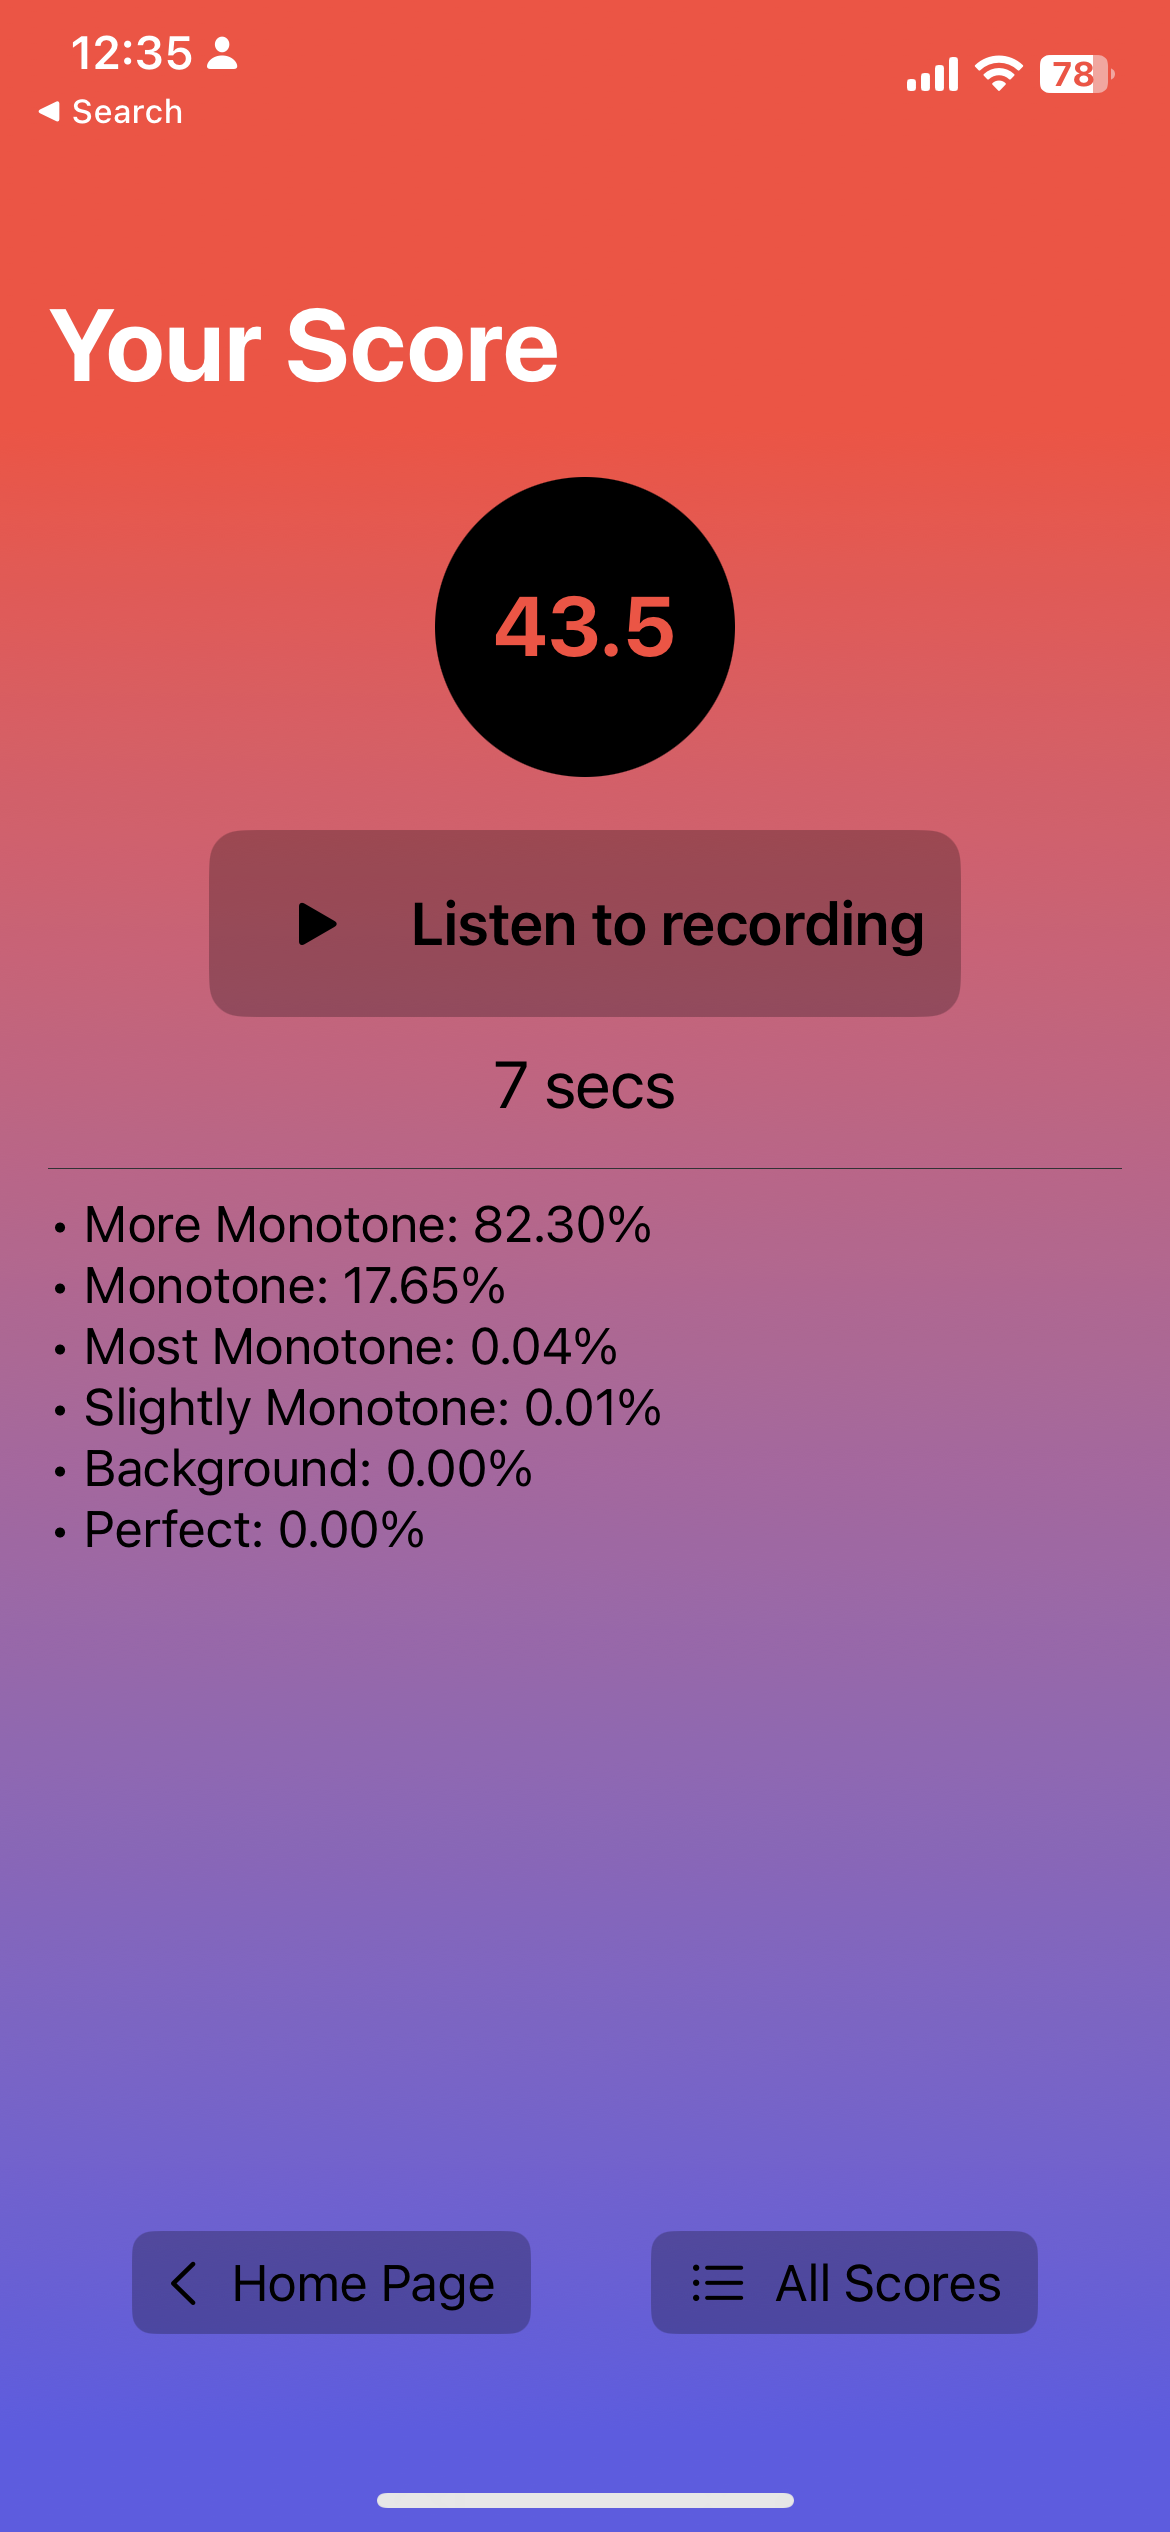 12:35
Search
78
Your Score
43.5
Listen to recording
7 secs
• More Monotone: 82.30%
• Monotone: 17.65%
• Most Monotone: 0.04%
• Slightly Monotone: 0.01%
• Background: 0.00%
• Perfect: 0.00%
Home Page
All Scores